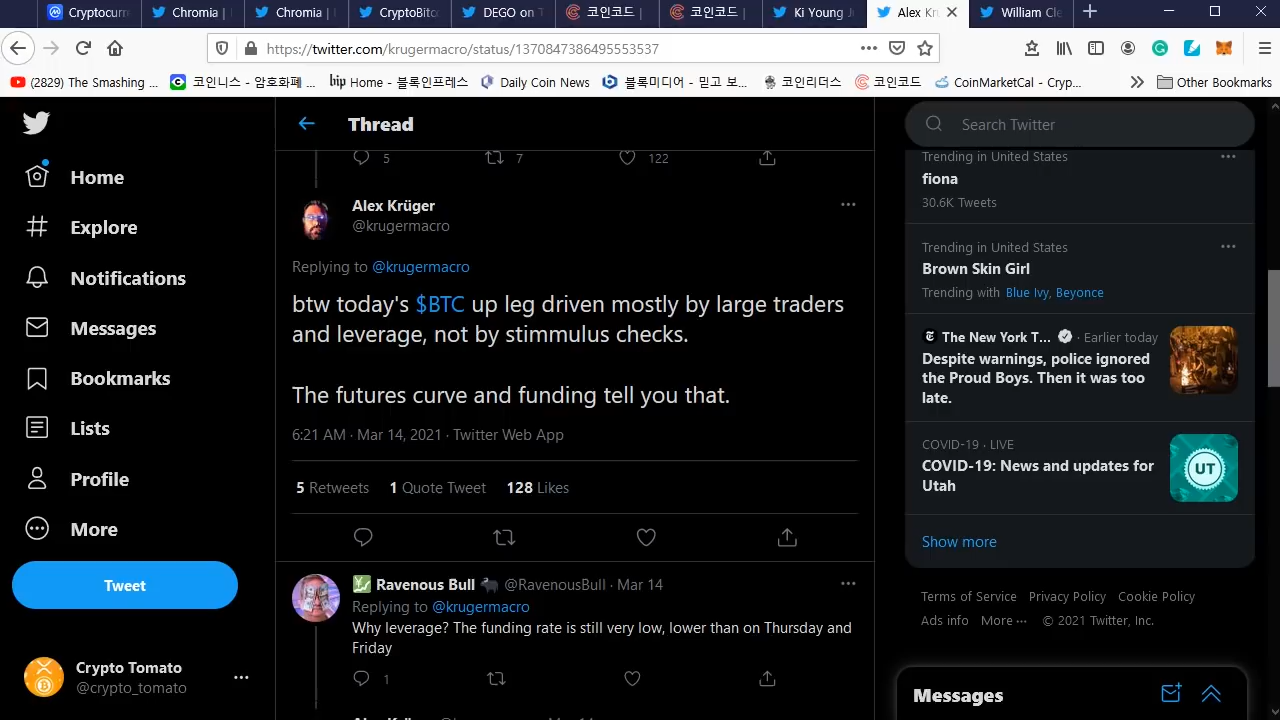 Cryptocurr
Chromia |
Chromia |
CryptoBitc
DEGO on T
코인코드 |
코인코드 |
Ki Young J
Alex Kr
William Cle
https://twitter.com/krugermacro/status/1370847386495553537
(2829) The Smashing ...
코인니스 - 암호화폐 ...
bip Home - 블록인프레스
Daily Coin News
블록미디어 - 믿고 보...
코인리더스
코인코드
CoinMarketCal - Cryp...
Other Bookmarks
Home
Explore
Notifications
Messages
Bookmarks
Lists
Profile
More
Tweet
Crypto Tomato
@crypto_tomato
Thread
5 7 122
Alex Krüger
@krugermacro
Replying to @krugermacro
btw today's $BTC up leg driven mostly by large traders
and leverage, not by stimmulus checks.
The futures curve and funding tell you that.
6:21 AM · Mar 14, 2021 · Twitter Web App
5 Retweets 1 Quote Tweet 128 Likes
Ravenous Bull @RavenousBull · Mar 14
Replying to @krugermacro
Why leverage? The funding rate is still very low, lower than on Thursday and
Friday
1
Search Twitter
Trending in United States
fiona
30.6K Tweets
Trending in United States
Brown Skin Girl
Trending with Blue Ivy, Beyonce
The New York T... · Earlier today
Despite warnings, police ignored
the Proud Boys. Then it was too
late.
COVID-19 · LIVE
COVID-19: News and updates for
Utah
UT
Show more
Terms of Service Privacy Policy Cookie Policy
Ads info More ··· © 2021 Twitter, Inc.
Messages